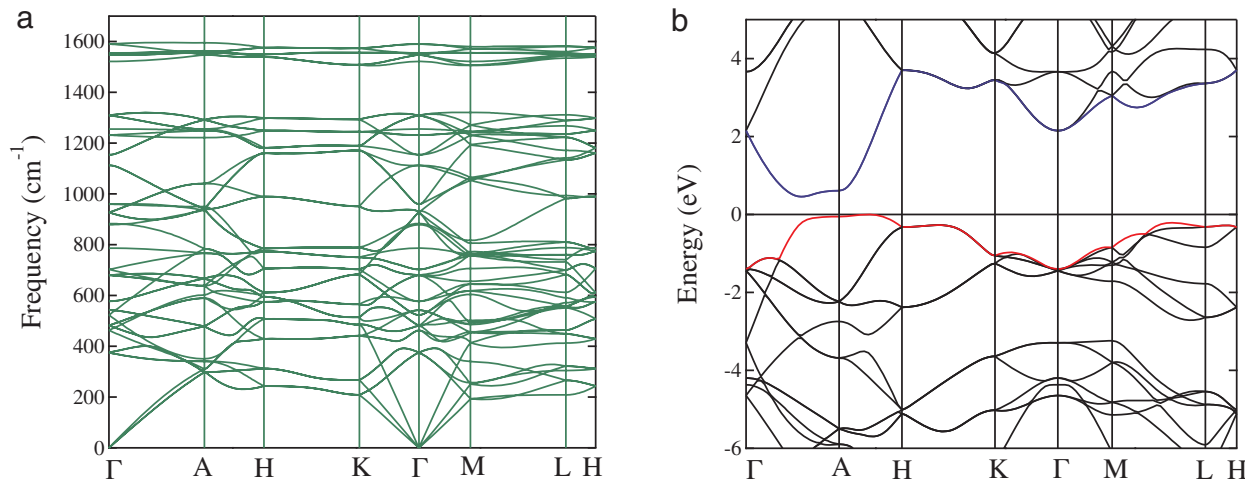 a
Frequency (cm⁻¹)
1600
1400
1200
1000
800
600
400
200
0
Γ A H K Γ M L H
b
Energy (eV)
4
2
0
-2
-4
-6
Γ A H K Γ M L H